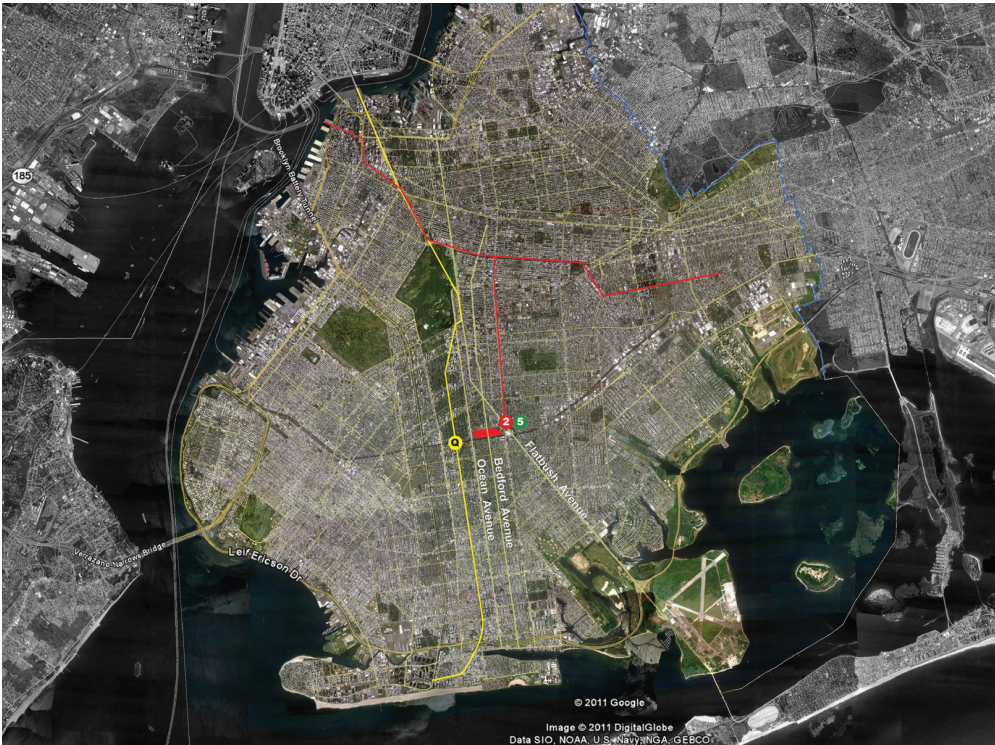 185
Brooklyn Battery Tunnel
2
5
Q
Flatbush Avenue
Bedford Avenue
Ocean Avenue
Verrazano Narrows Bridge
Leif Ericson Dr
© 2011 Google
Image © 2011 DigitalGlobe
Data SIO, NOAA, U.S. Navy, NGA, GEBCO